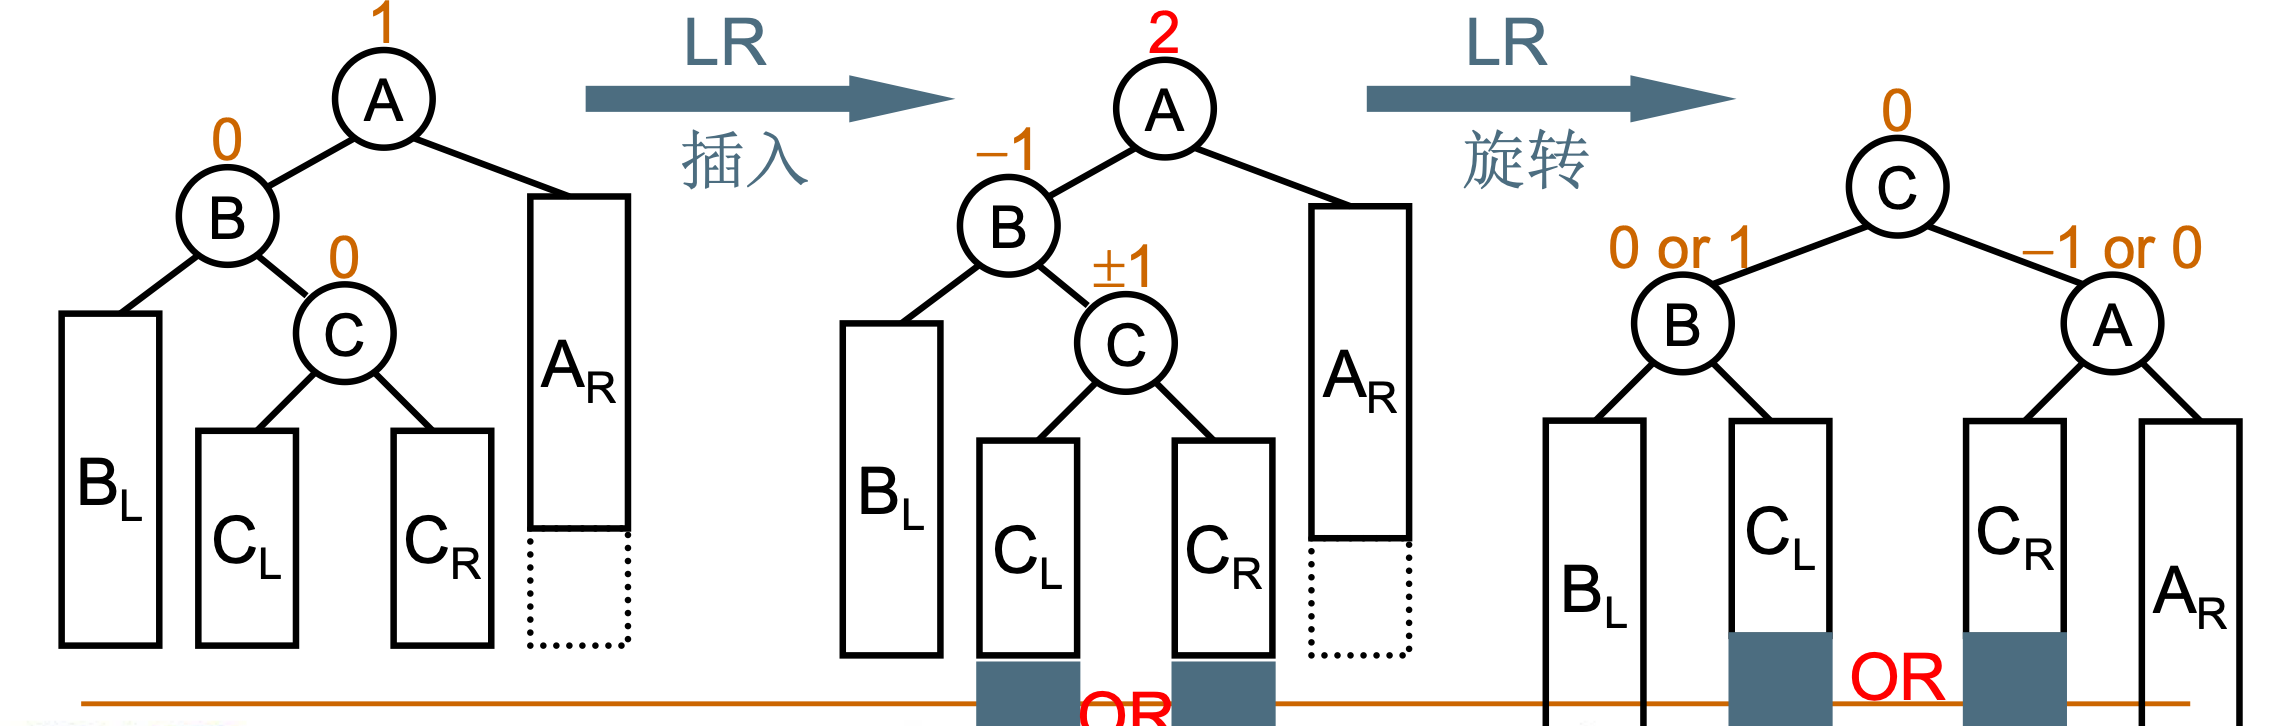 1
A
0
B
0
C
B_L
C_L
C_R
A_R
LR
插入
2
A
–1
B
±1
C
B_L
C_L
C_R
A_R
OR
LR
旋转
0
C
0 or 1
–1 or 0
B
A
B_L
C_L
C_R
A_R
OR